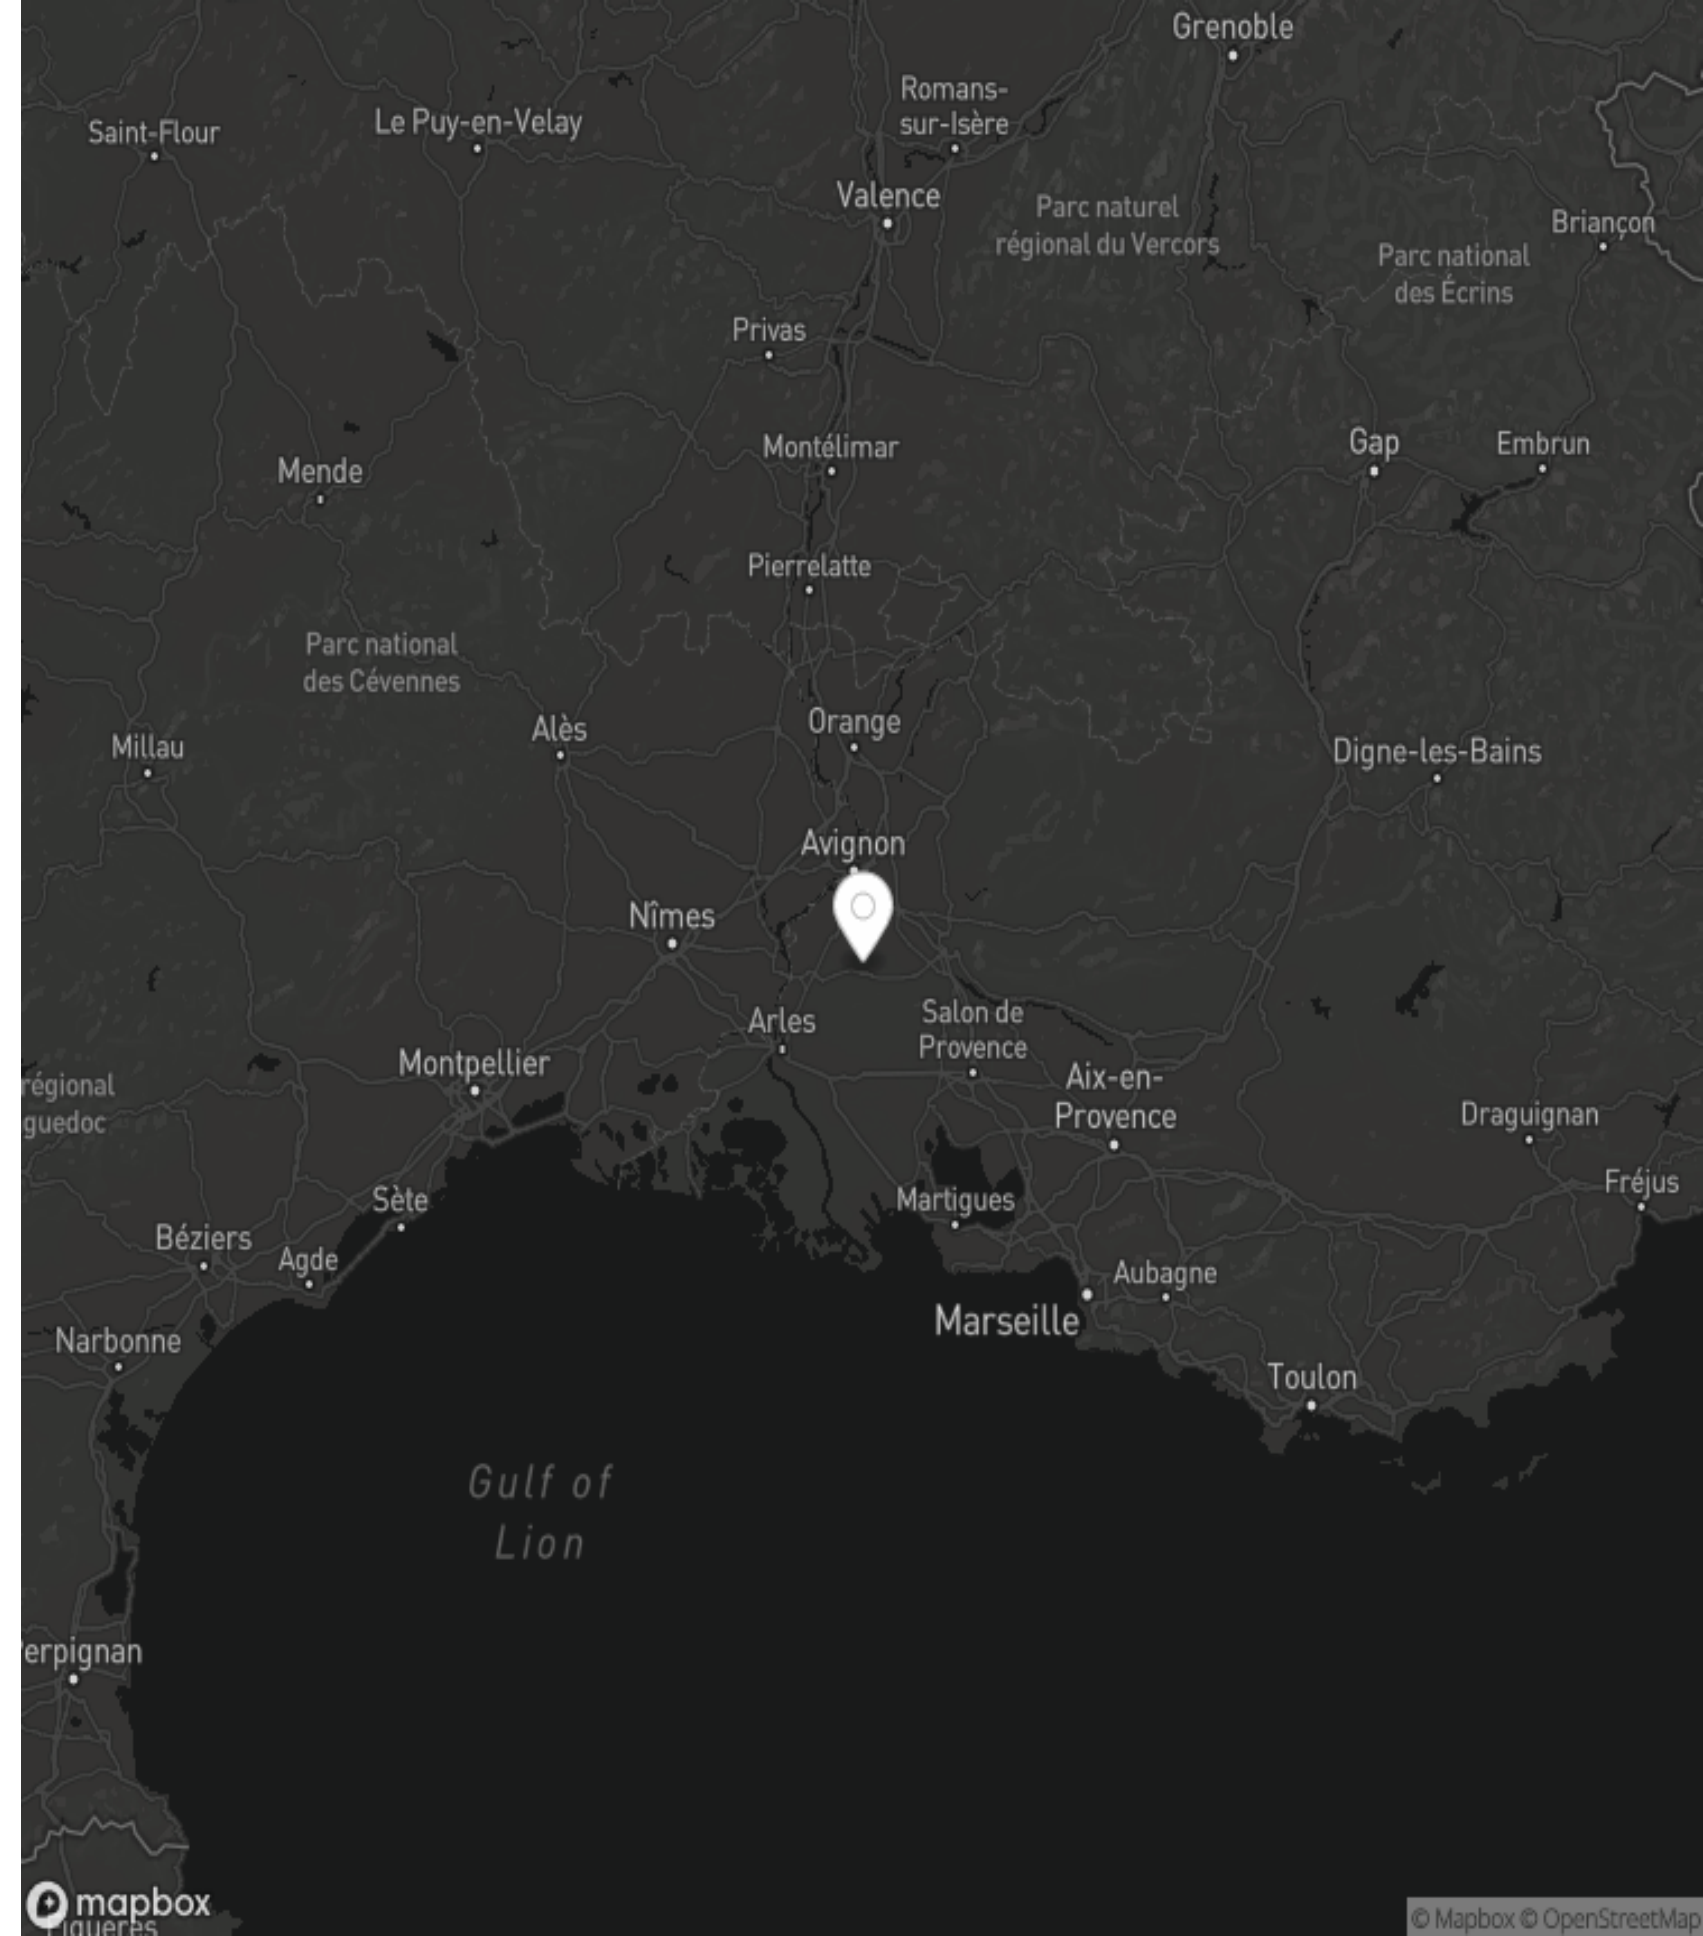 Grenoble
Romans-
sur-Isère
Saint-Flour
Le Puy-en-Velay
Valence
Parc naturel
régional du Vercors
Briançon
Parc national
des Écrins
Privas
Montélimar
Gap
Embrun
Mende
Pierrelatte
Parc national
des Cévennes
Orange
Alès
Millau
Digne-les-Bains
Avignon
Nîmes
Salon de
Provence
Arles
Montpellier
Aix-en-
Provence
régional
guedoc
Draguignan
Fréjus
Sète
Martigues
Béziers
Agde
Aubagne
Marseille
Narbonne
Toulon
Gulf of
Lion
erpignan
mapbox
Figueres
© Mapbox © OpenStreetMap